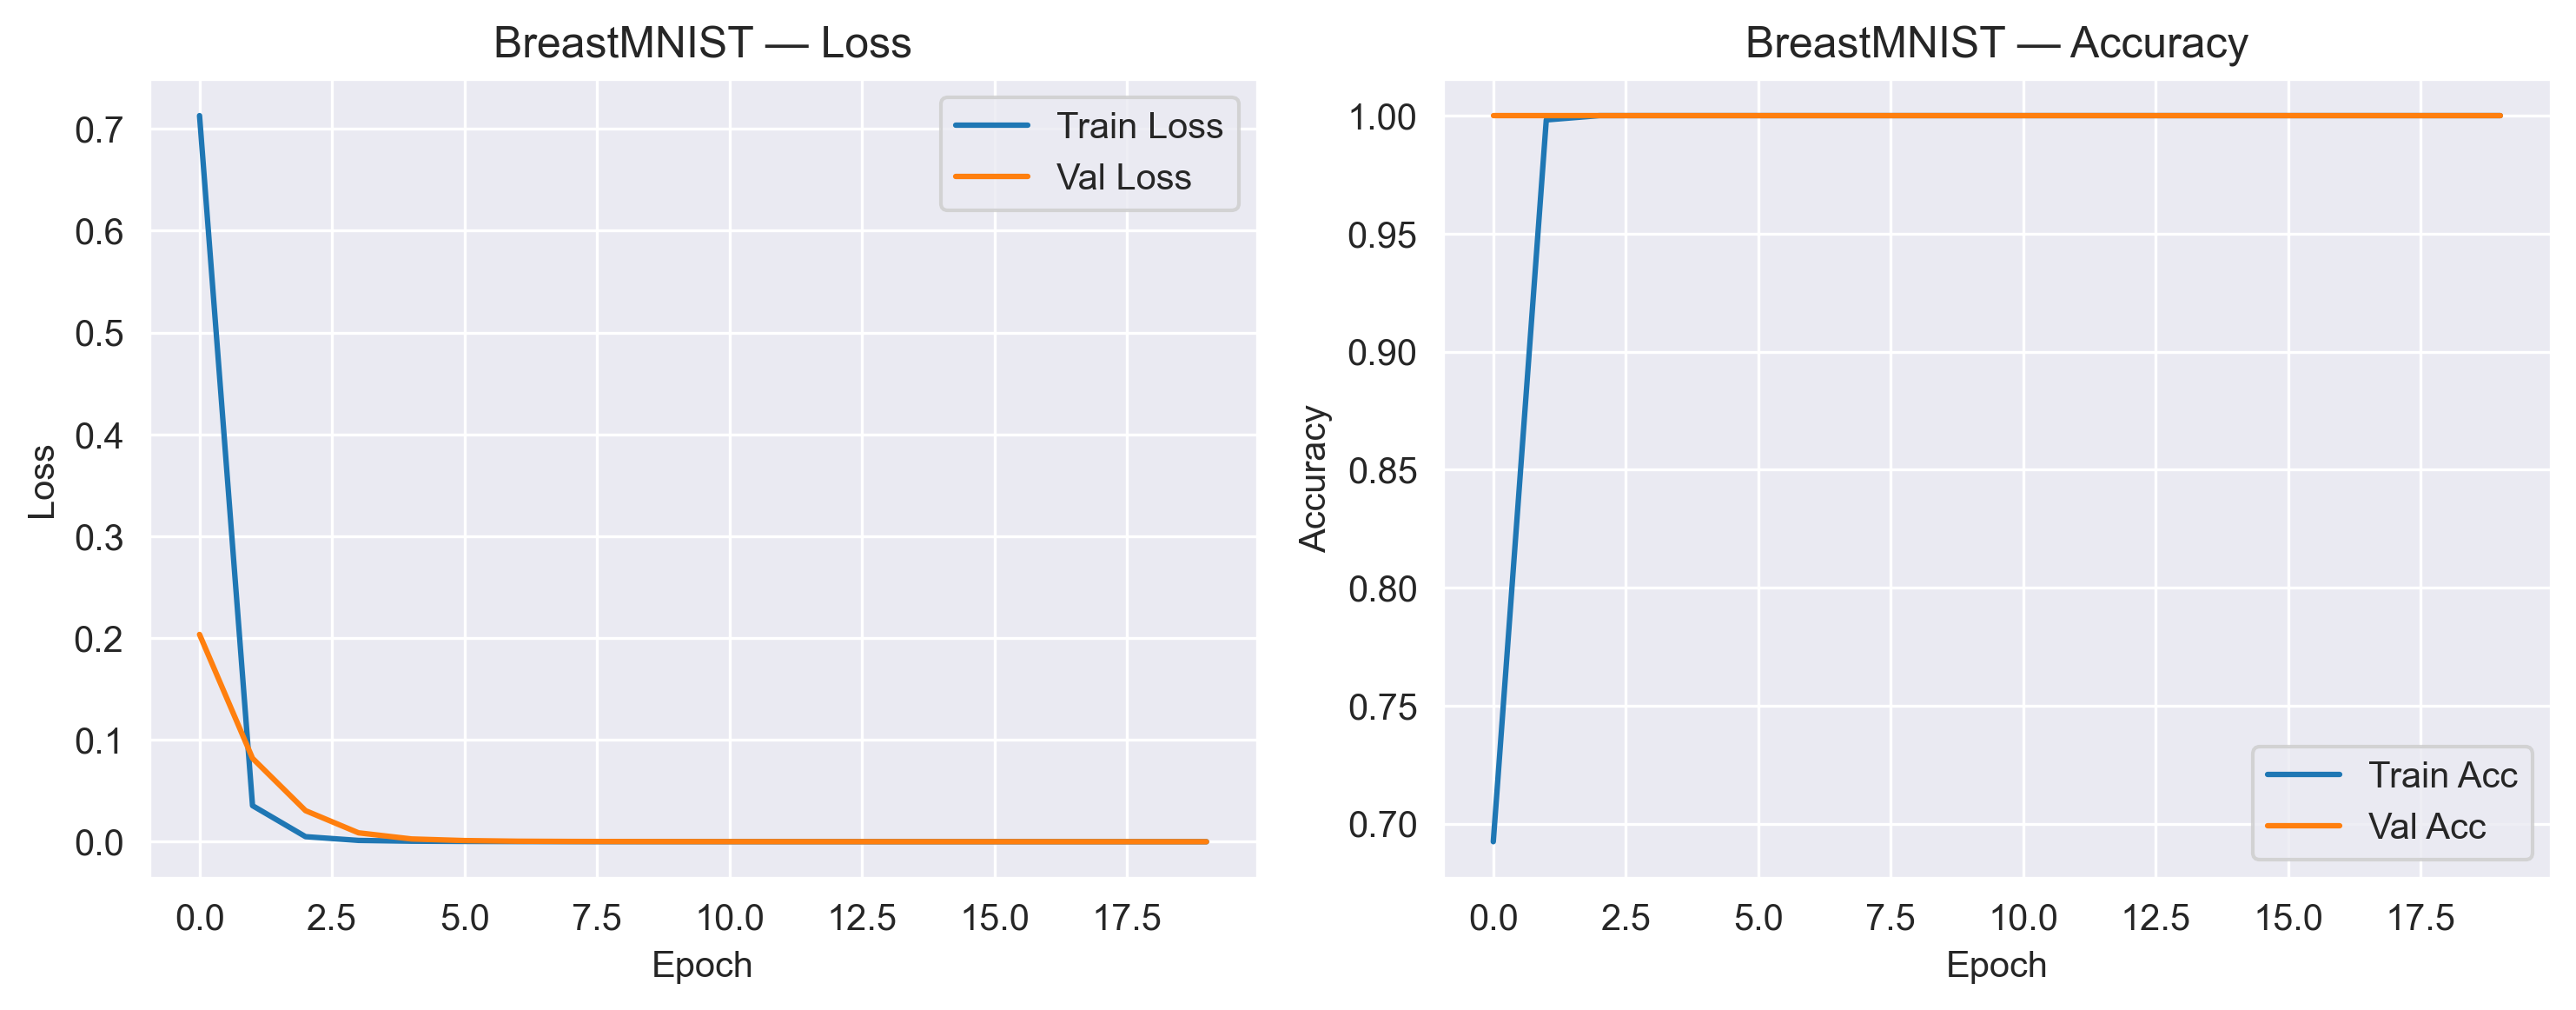 BreastMNIST — Loss
0.7
0.6
0.5
0.4
0.3
0.2
0.1
0.0
Loss
Train Loss
Val Loss
0.0 2.5 5.0 7.5 10.0 12.5 15.0 17.5
Epoch
BreastMNIST — Accuracy
1.00
0.95
0.90
0.85
0.80
0.75
0.70
Accuracy
Train Acc
Val Acc
0.0 2.5 5.0 7.5 10.0 12.5 15.0 17.5
Epoch